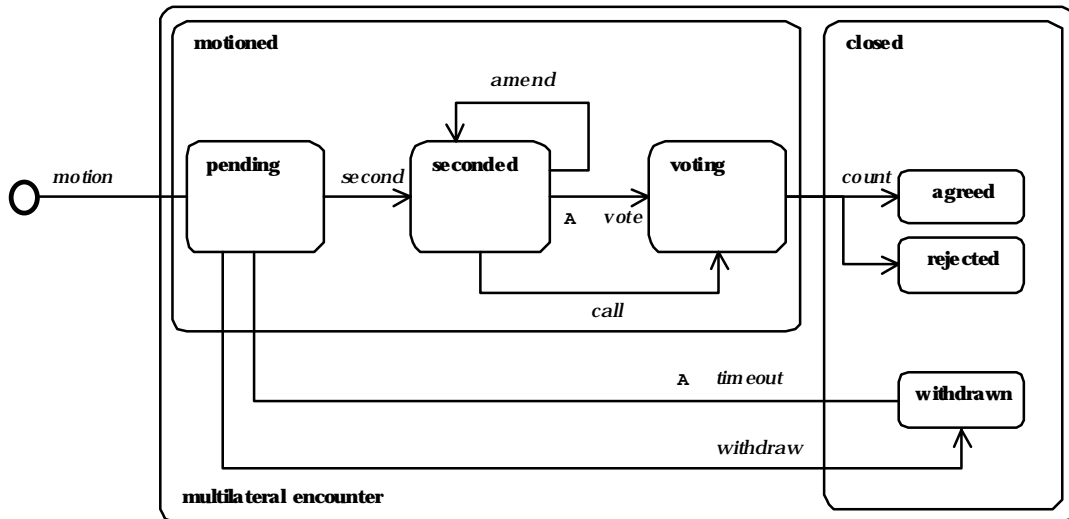 motioned
closed
amend
pending
seconded
voting
motion
second
count
agreed
A vote
rejected
call
A timeout
withdrawn
withdraw
multilateral encounter